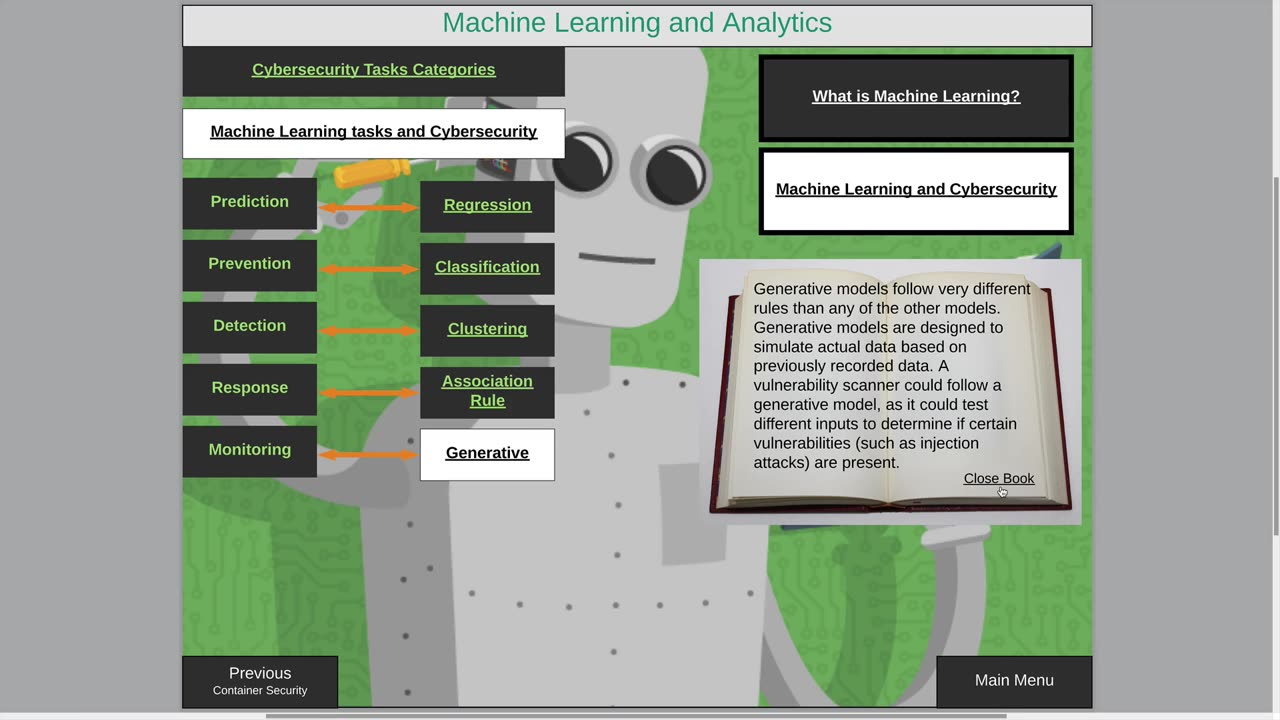 Machine Learning and Analytics
Cybersecurity Tasks Categories
Machine Learning tasks and Cybersecurity
What is Machine Learning?
Machine Learning and Cybersecurity
Prediction
Regression
Prevention
Classification
Detection
Clustering
Response
Association
Rule
Monitoring
Generative
Generative models follow very different
rules than any of the other models.
Generative models are designed to
simulate actual data based on
previously recorded data. A
vulnerability scanner could follow a
generative model, as it could test
different inputs to determine if certain
vulnerabilities (such as injection
attacks) are present.
Close Book
Previous
Container Security
Main Menu